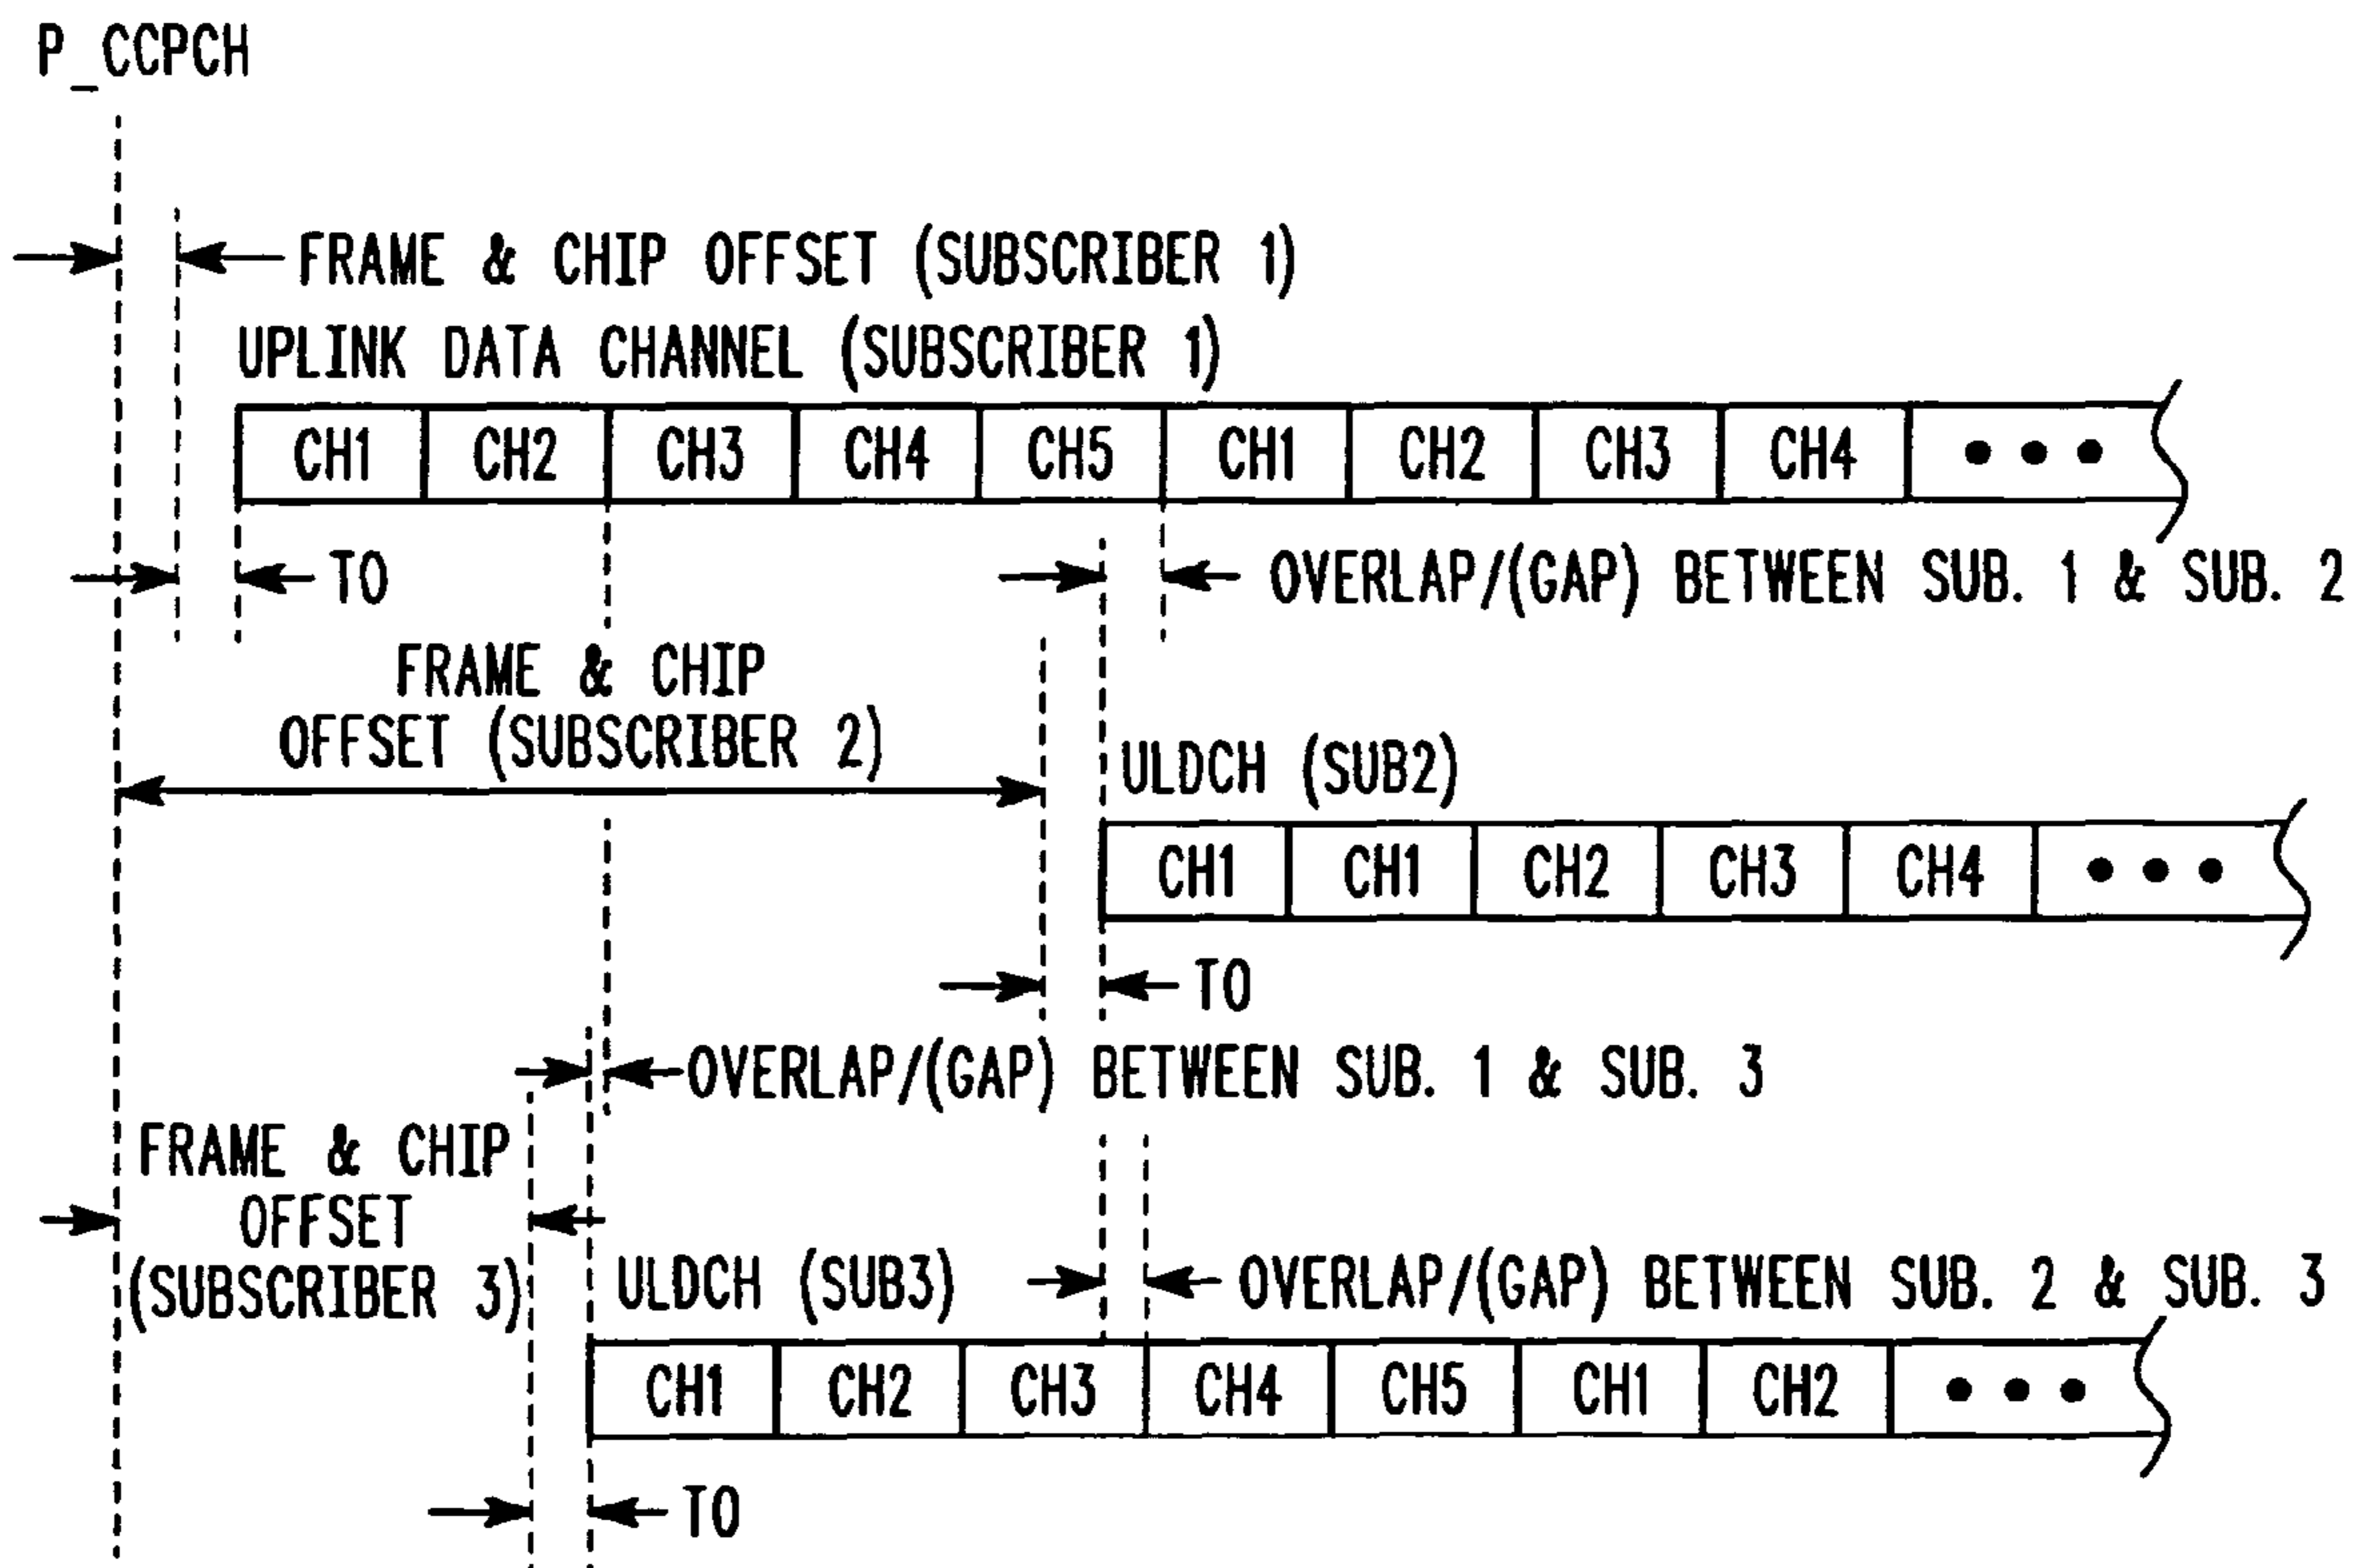 P_CCPCH
FRAME & CHIP OFFSET (SUBSCRIBER 1)
UPLINK DATA CHANNEL (SUBSCRIBER 1)
CH1 CH2 CH3 CH4 CH5 CH1 CH2 CH3 CH4 •••
TO
OVERLAP/(GAP) BETWEEN SUB. 1 & SUB. 2
FRAME & CHIP
OFFSET (SUBSCRIBER 2)
ULDCH (SUB2)
CH1 CH1 CH2 CH3 CH4 •••
TO
OVERLAP/(GAP) BETWEEN SUB. 1 & SUB. 3
FRAME & CHIP
OFFSET
(SUBSCRIBER 3)
ULDCH (SUB3)
OVERLAP/(GAP) BETWEEN SUB. 2 & SUB. 3
CH1 CH2 CH3 CH4 CH5 CH1 CH2 •••
TO